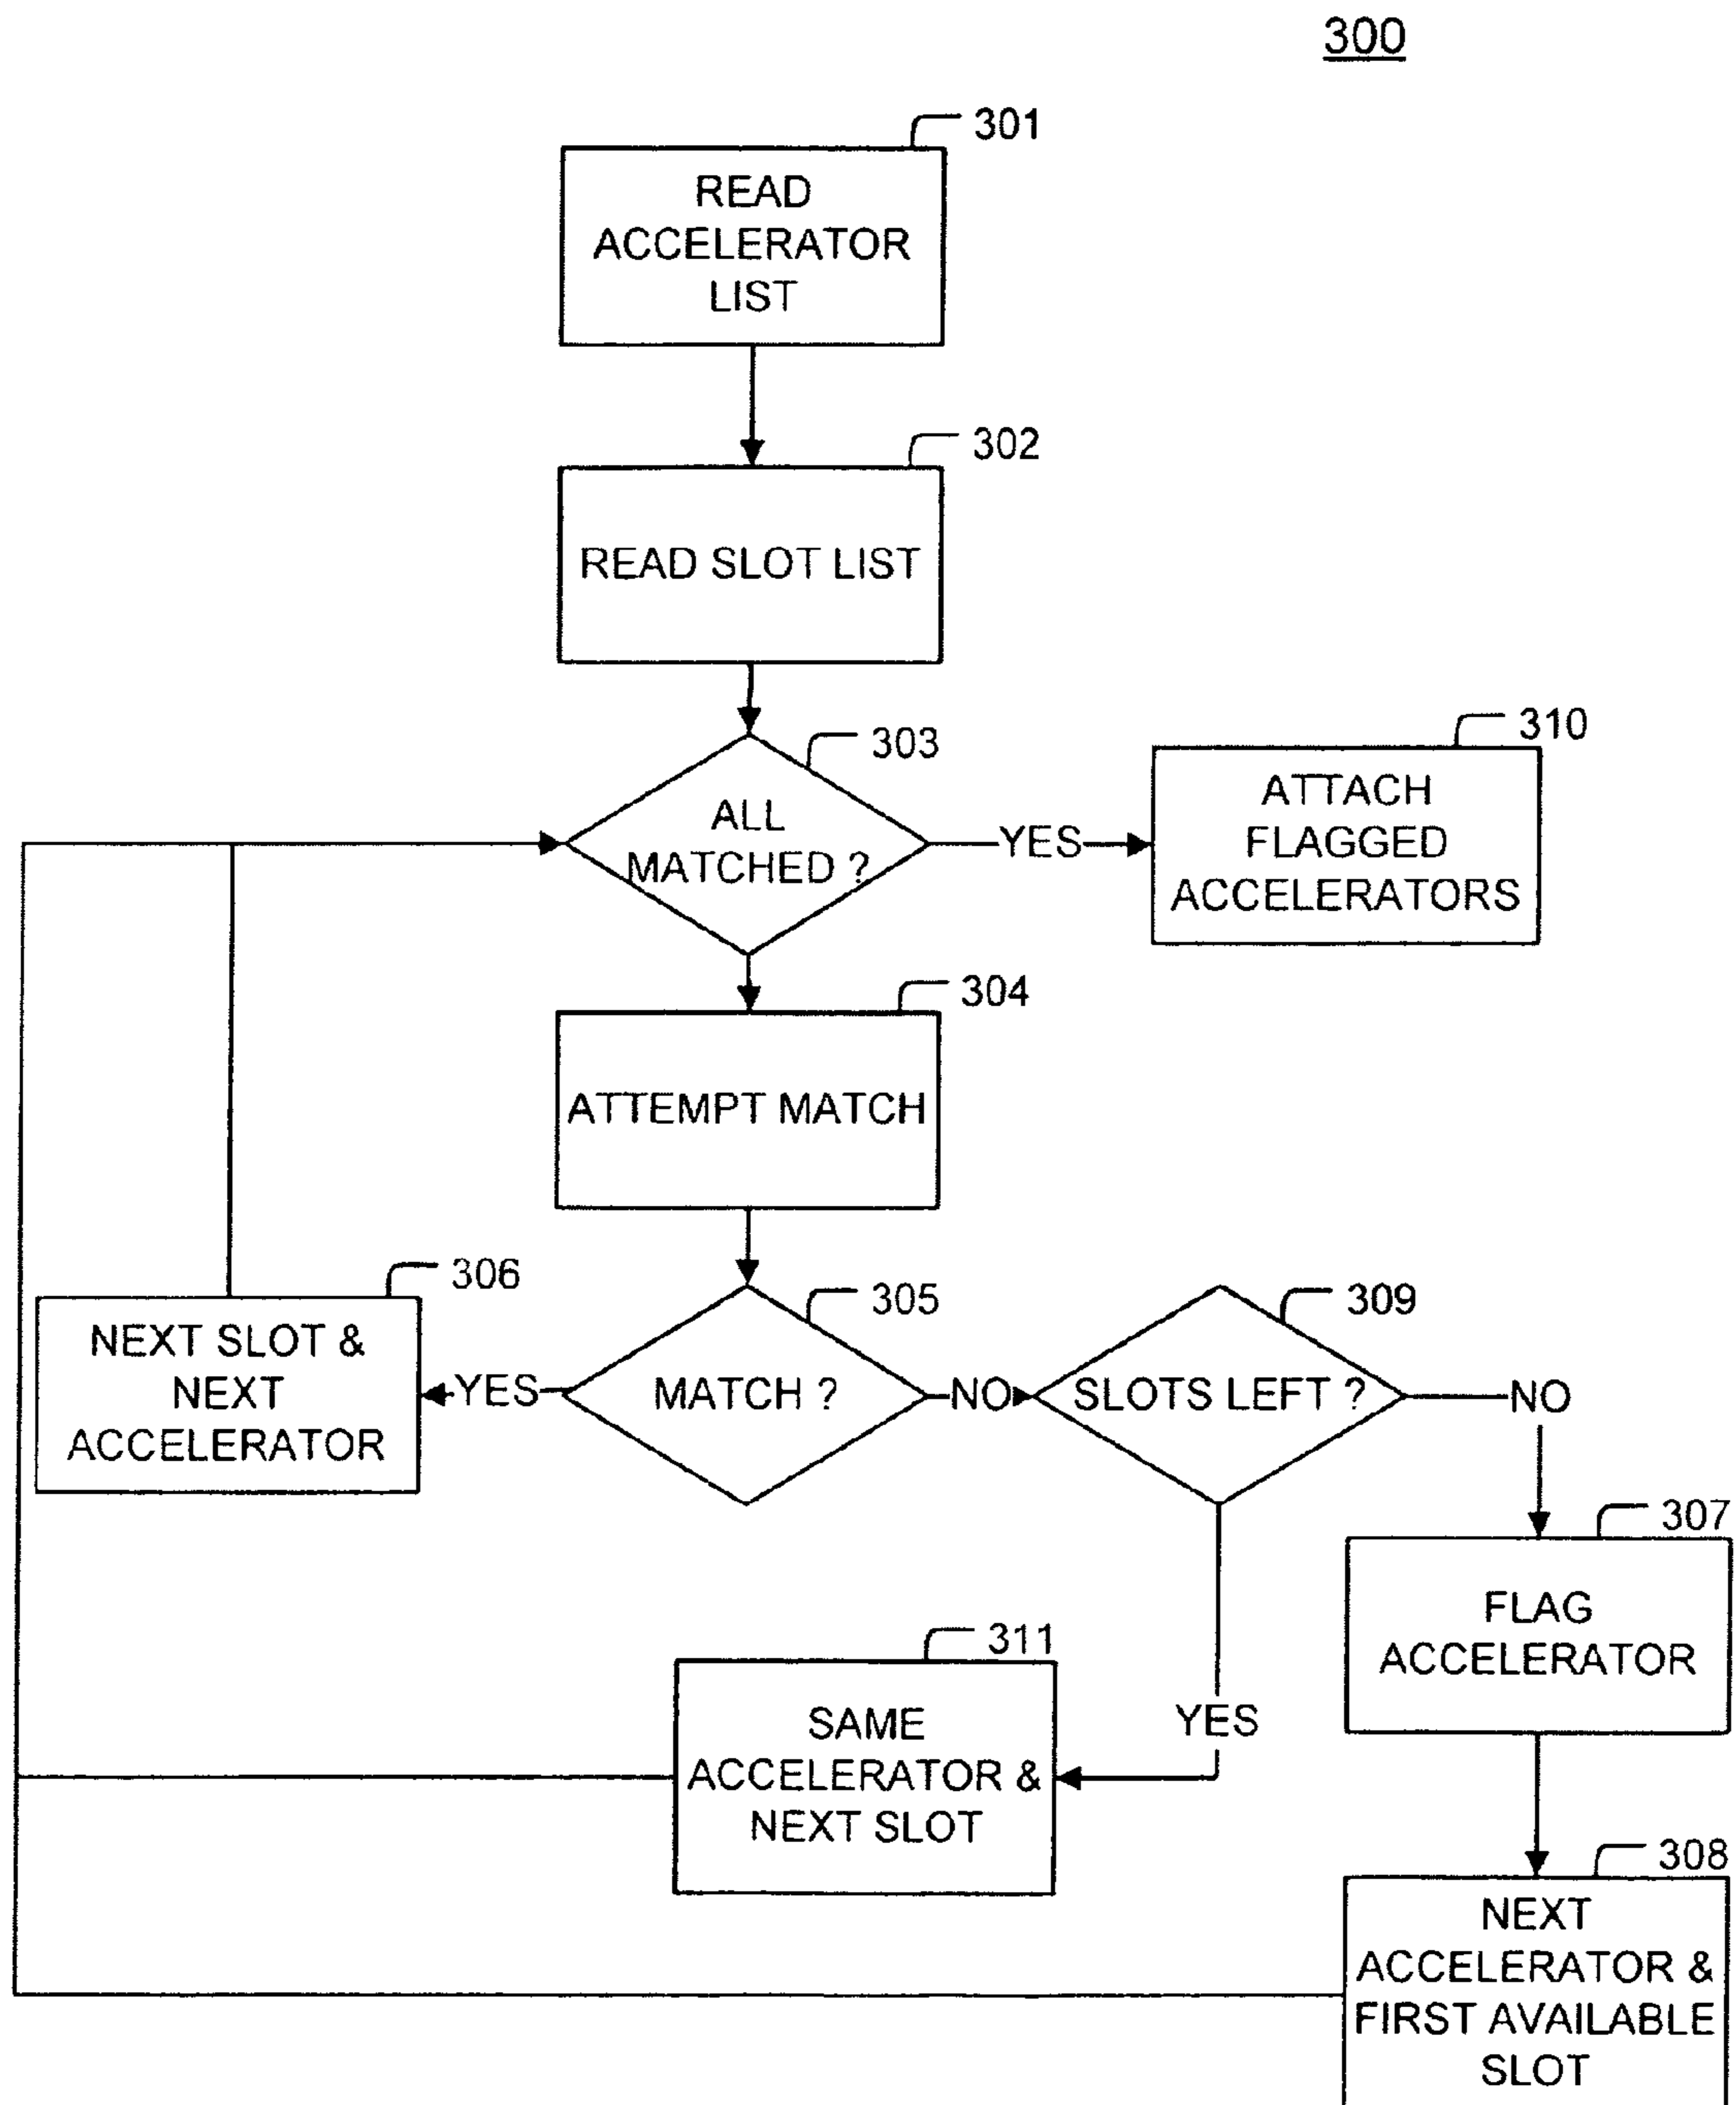 300
301
READ
ACCELERATOR
LIST
302
READ SLOT LIST
303
ALL
MATCHED ?
YES
310
ATTACH
FLAGGED
ACCELERATORS
304
ATTEMPT MATCH
306
NEXT SLOT &
NEXT
ACCELERATOR
YES
305
MATCH ?
NO
309
SLOTS LEFT ?
NO
307
FLAG
ACCELERATOR
311
SAME
ACCELERATOR &
NEXT SLOT
YES
308
NEXT
ACCELERATOR &
FIRST AVAILABLE
SLOT